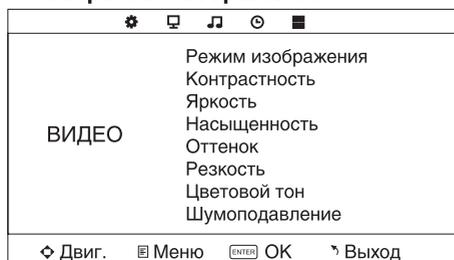 Режим изображения
Контрастность
Яркость
ВИДЕО
Насыщенность
Оттенок
Резкость
Цветовой тон
Шумоподавление
Двиг. Меню ENTER OK Выход